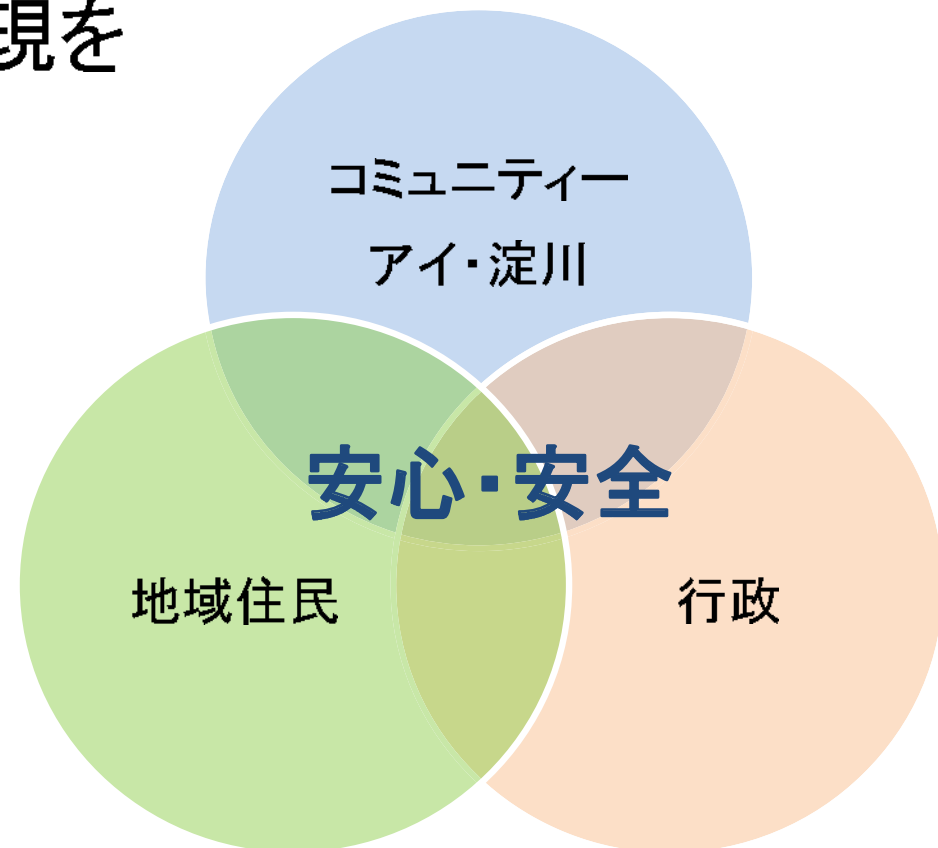 現を
コミュニティー
アイ・淀川
安心・安全
地域住民
行政